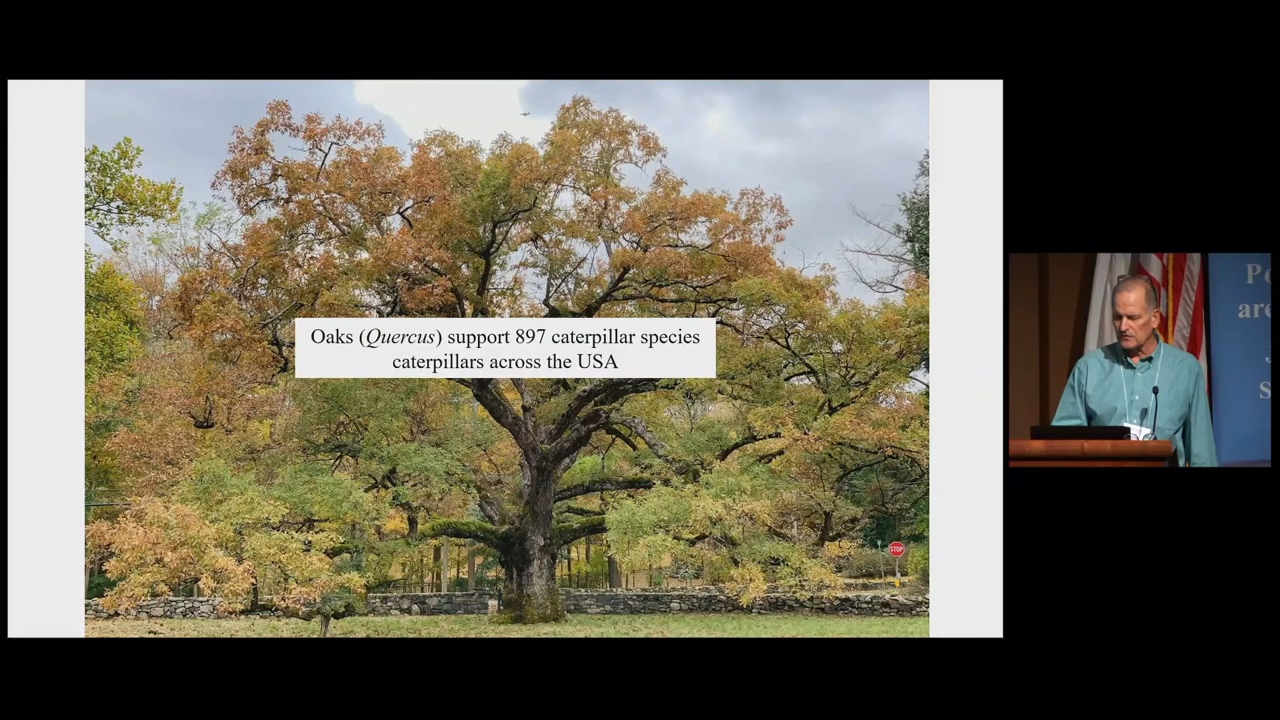 Oaks (Quercus) support 897 caterpillar species
caterpillars across the USA
STOP